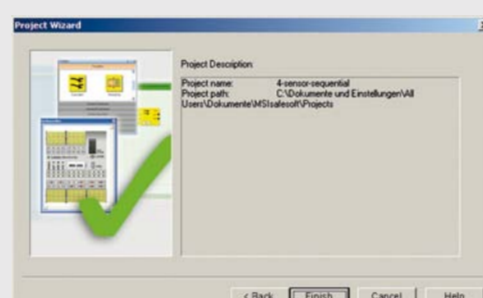 Project Wizard
Project Description:
Project name: 4-sensor-sequential
Project path: C:\Dokumente und Einstellungen\All
Users\Dokumente\MSIsafesoft\Projects
< Back Finish Cancel Help